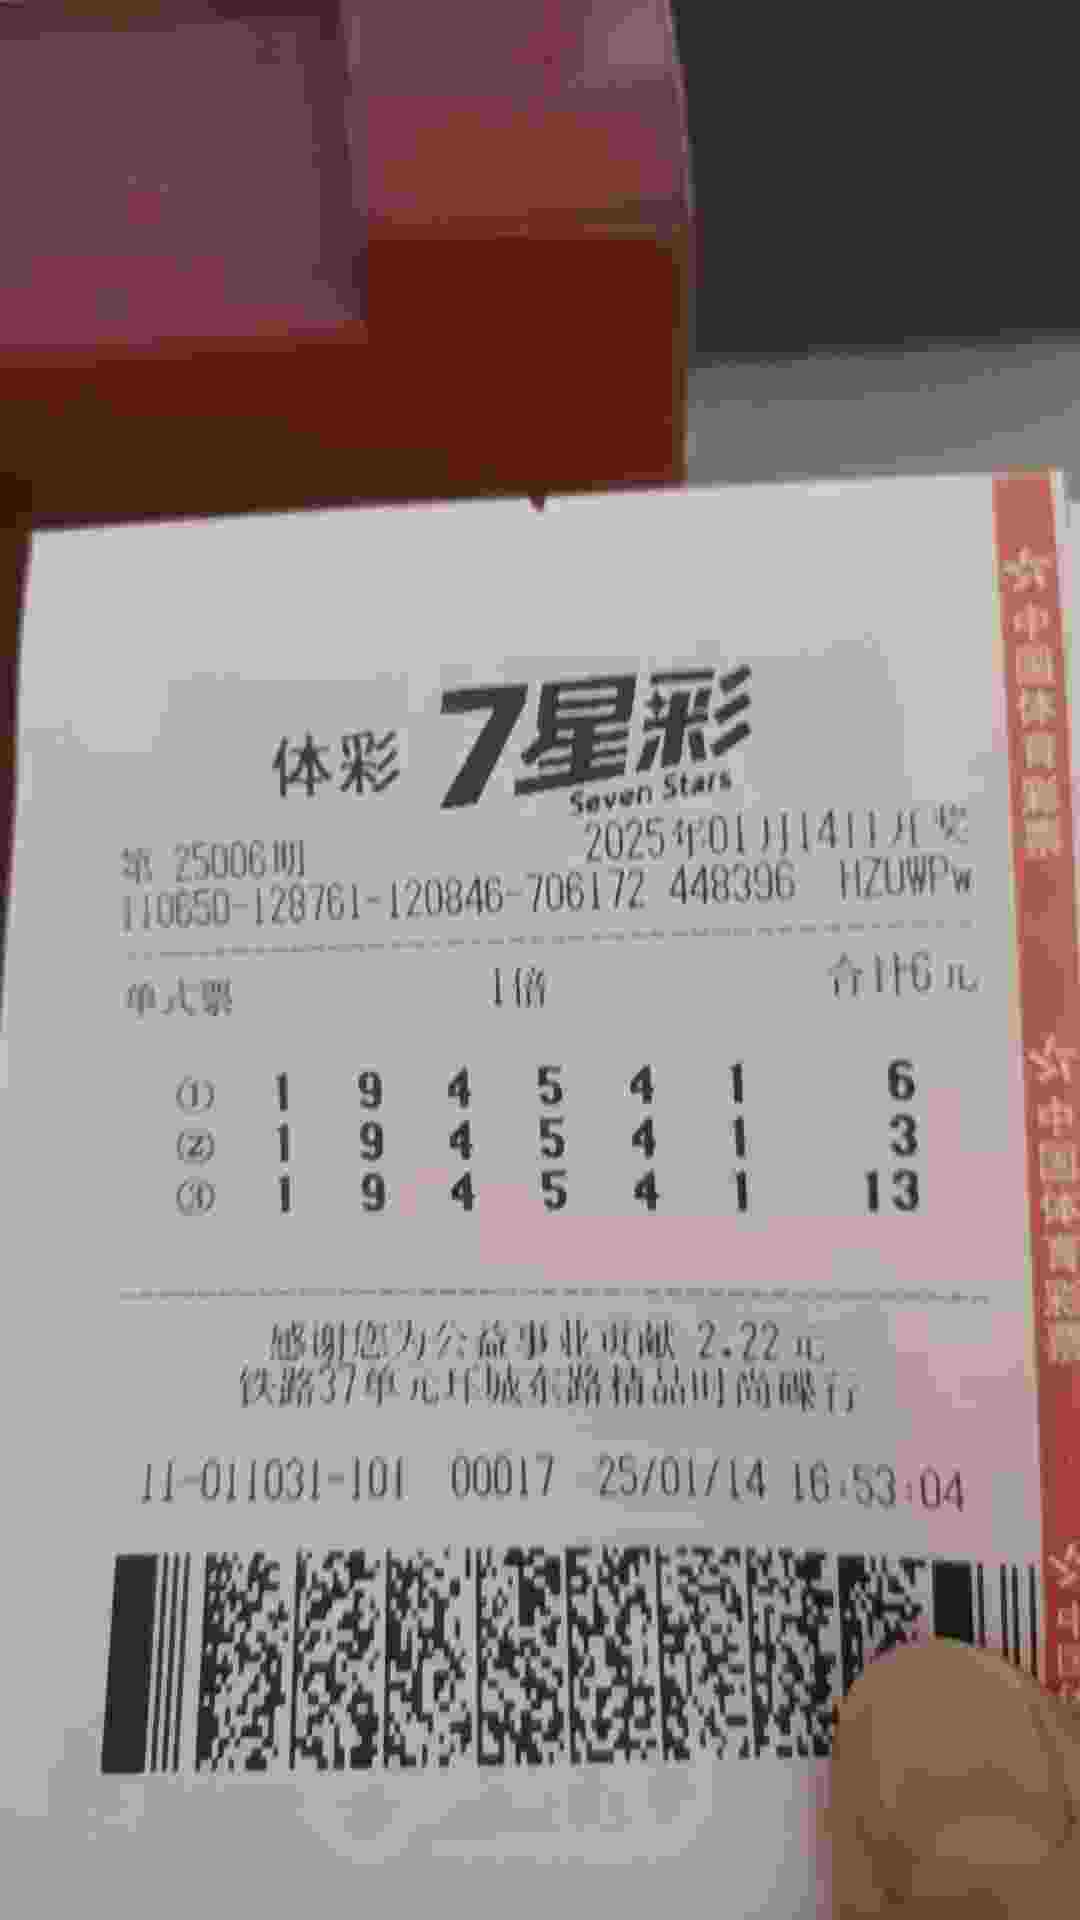 体彩 7星彩
Seven Stars
第 25006期 2025年01月14日开奖
110650-128761-120846-706172 448396 HZUWPw
单式票 1倍 合计6元
① 1 9 4 5 4 1 6
② 1 9 4 5 4 1 3
③ 1 9 4 5 4 1 13
感谢您为公益事业贡献 2.22 元
铁路37单元环城东路精品时尚碟行
11-011031-101 00017 25/01/14 16:53:04
中国体育彩票
中国体育彩票
中国